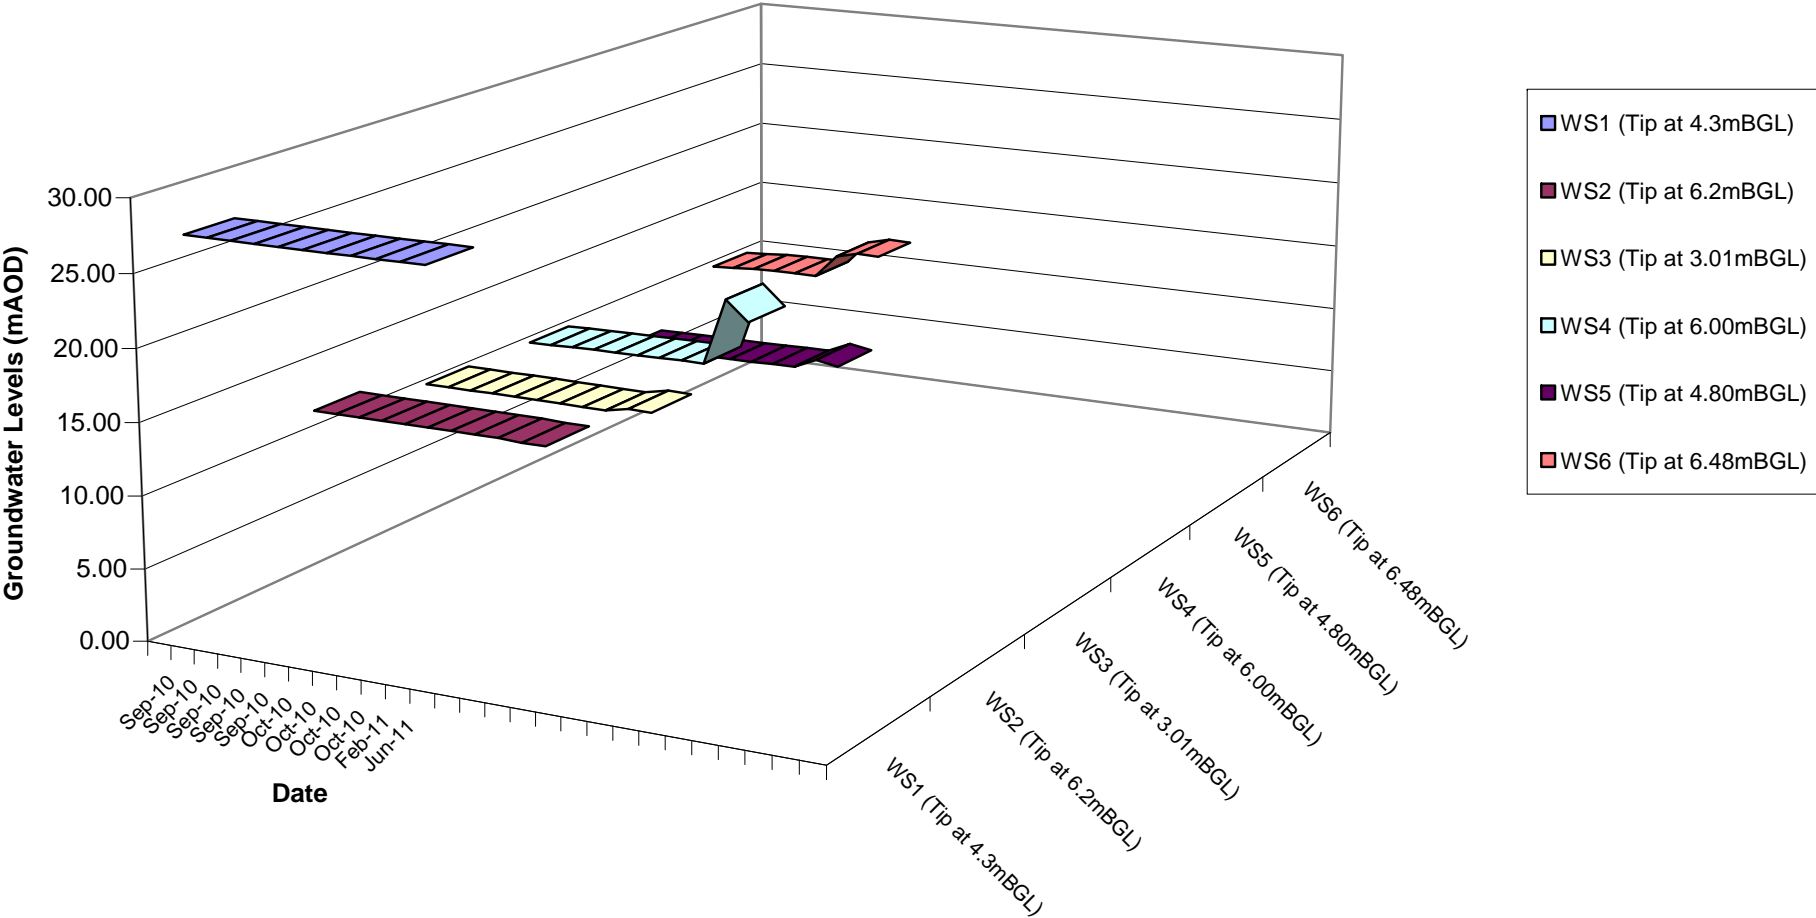 Groundwater Levels (mAOD)
30.00
25.00
20.00
15.00
10.00
5.00
0.00
Sep-10
Sep-10
Sep-10
Sep-10
Sep-10
Oct-10
Oct-10
Oct-10
Oct-10
Feb-11
Jun-11
Date
WS1 (Tip at 4.3mBGL)
WS2 (Tip at 6.2mBGL)
WS3 (Tip at 3.01mBGL)
WS4 (Tip at 6.00mBGL)
WS5 (Tip at 4.80mBGL)
WS6 (Tip at 6.48mBGL)
WS1 (Tip at 4.3mBGL)
WS2 (Tip at 6.2mBGL)
WS3 (Tip at 3.01mBGL)
WS4 (Tip at 6.00mBGL)
WS5 (Tip at 4.80mBGL)
WS6 (Tip at 6.48mBGL)